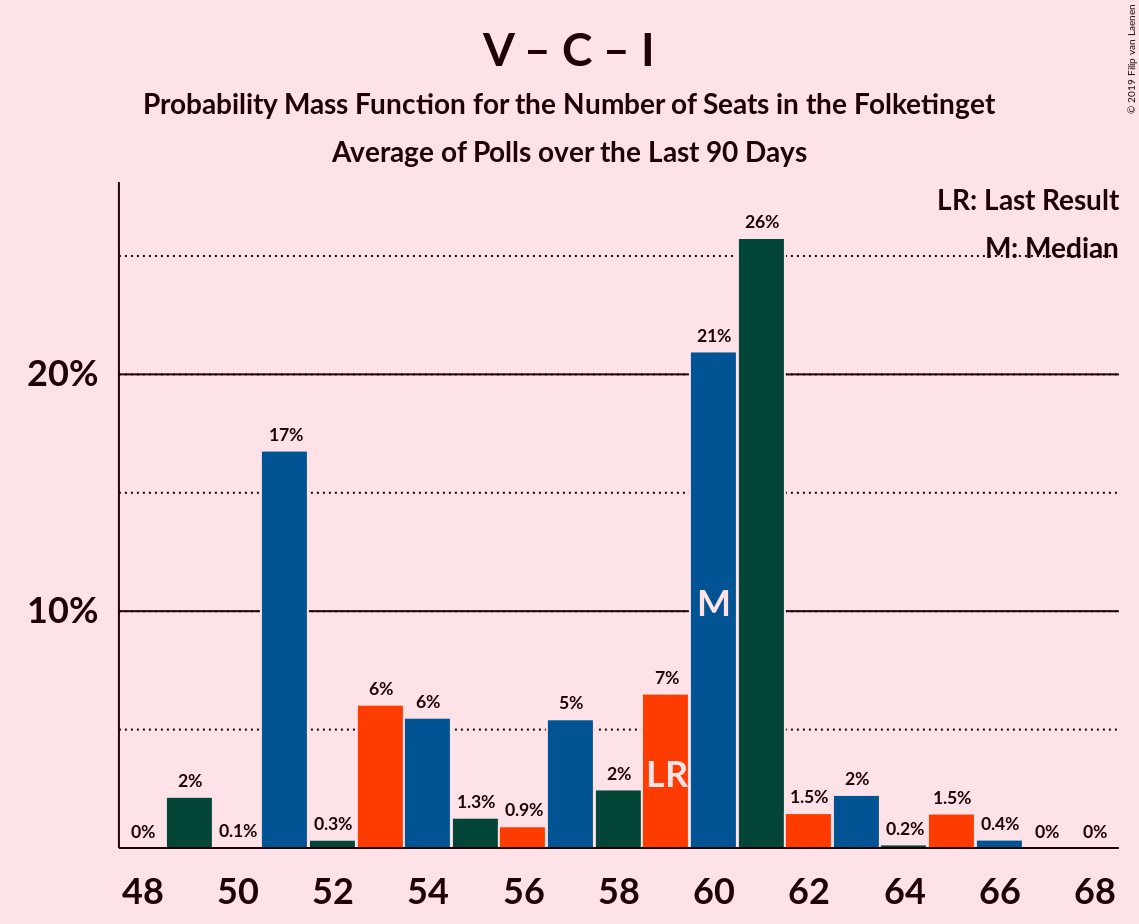 V – C – I
Probability Mass Function for the Number of Seats in the Folketinget
Average of Polls over the Last 90 Days
© 2019 Filip van Laenen
LR: Last Result
M: Median
20%
10%
0%
2%
0.1%
17%
0.3%
6%
6%
1.3%
0.9%
5%
2%
7%
21%
26%
1.5%
2%
0.2%
1.5%
0.4%
0%
0%
LR
M
48 50 52 54 56 58 60 62 64 66 68